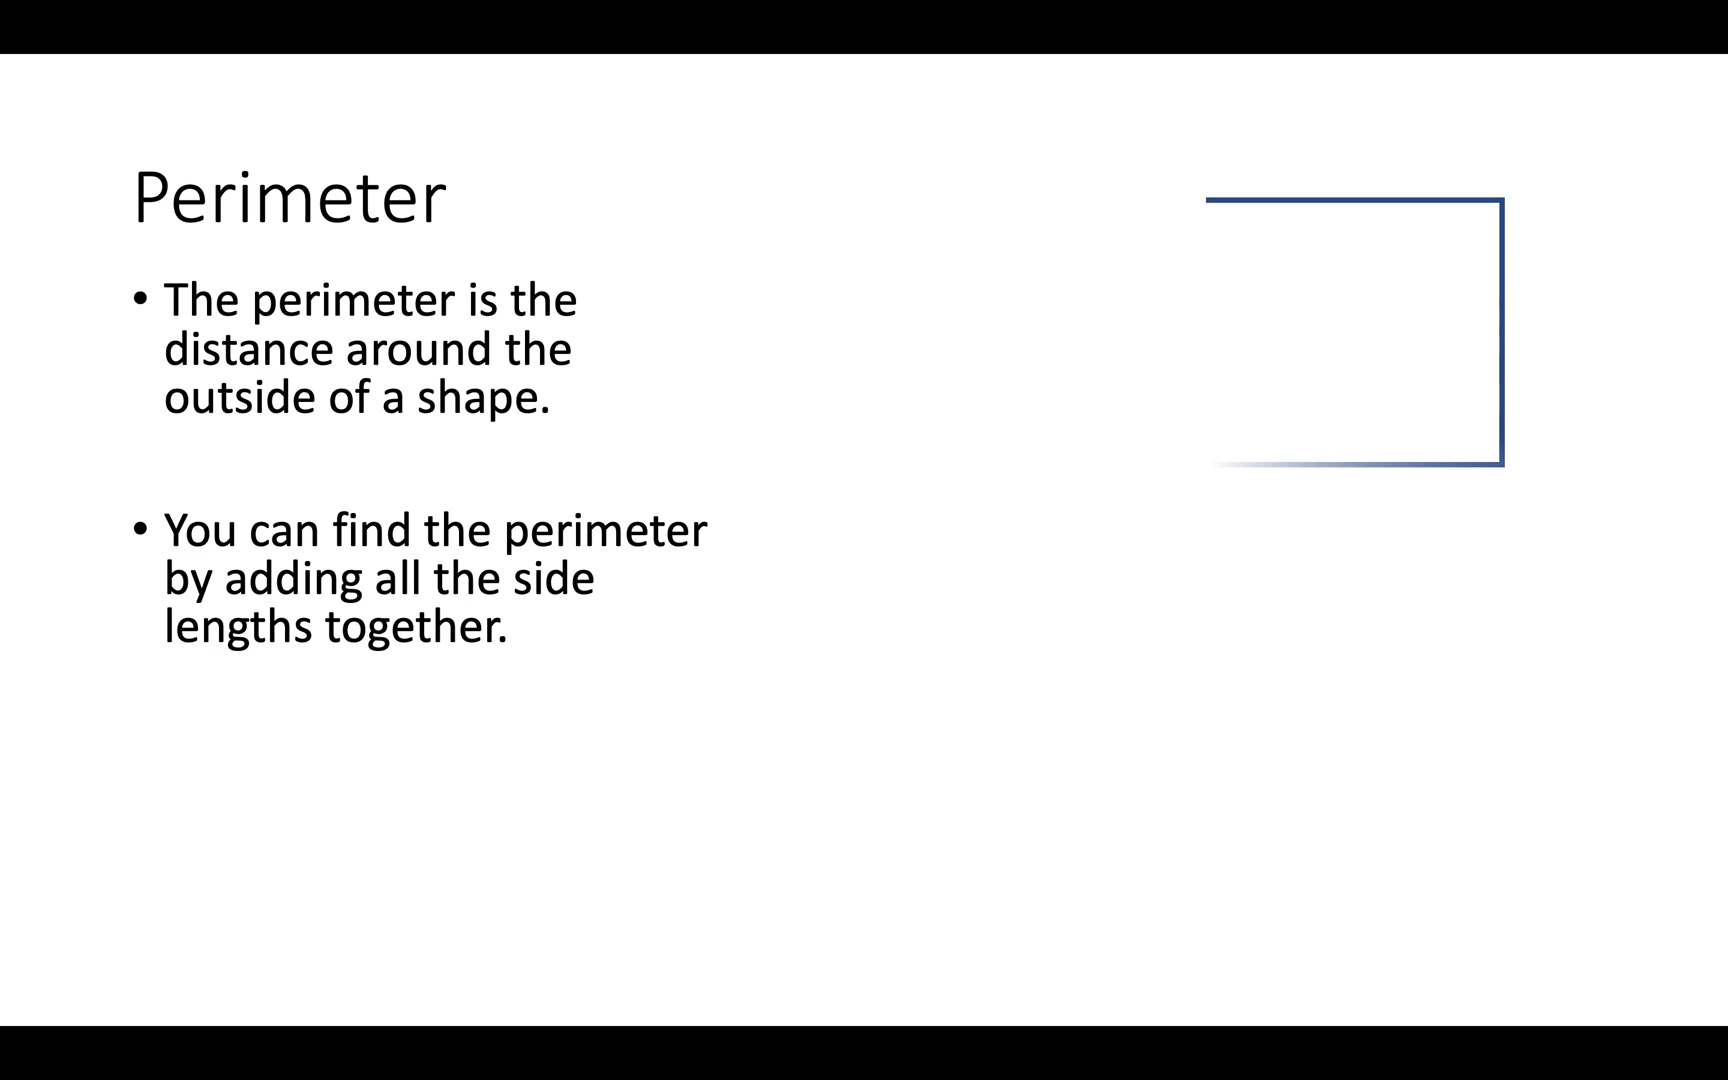 Perimeter
• The perimeter is the
distance around the
outside of a shape.
• You can find the perimeter
by adding all the side
lengths together.